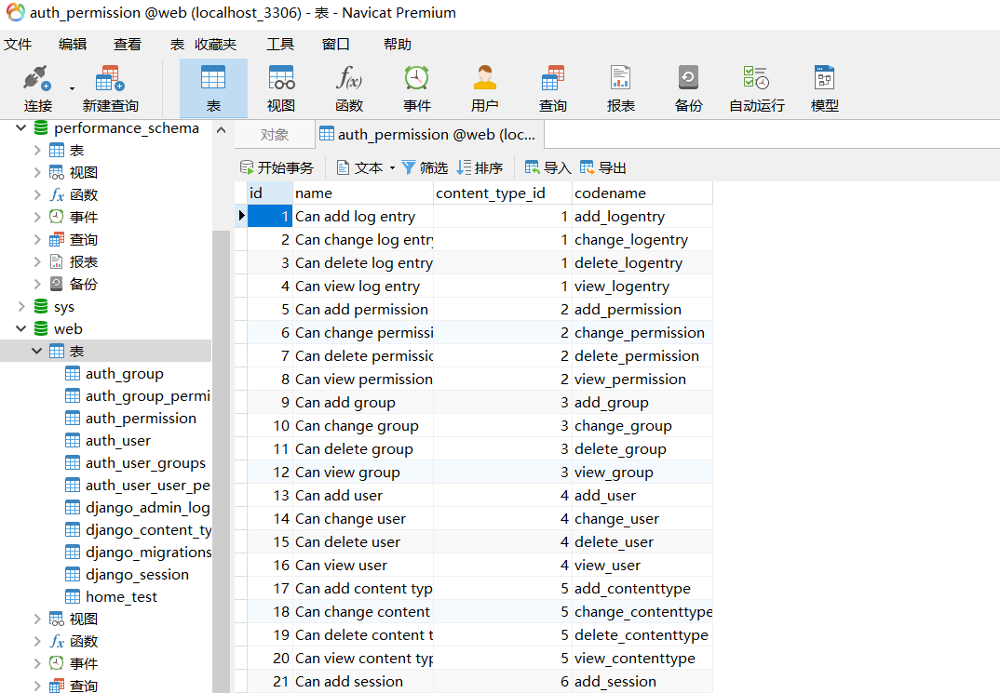 auth_permission @web (localhost_3306) - 表 - Navicat Premium
文件 编辑 查看 表 收藏夹 工具 窗口 帮助
连接 新建查询 表 视图 函数 事件 用户 查询 报表 备份 自动运行 模型
performance_schema
表
视图
函数
事件
查询
报表
备份
sys
web
表
auth_group
auth_group_permi
auth_permission
auth_user
auth_user_groups
auth_user_user_pe
django_admin_log
django_content_ty
django_migrations
django_session
home_test
视图
函数
事件
查询
对象 auth_permission @web (loc...
开始事务 文本 筛选 排序 导入 导出
id name content_type_id codename
1 Can add log entry 1 add_logentry
2 Can change log entry 1 change_logentry
3 Can delete log entry 1 delete_logentry
4 Can view log entry 1 view_logentry
5 Can add permission 2 add_permission
6 Can change permissi 2 change_permission
7 Can delete permissic 2 delete_permission
8 Can view permission 2 view_permission
9 Can add group 3 add_group
10 Can change group 3 change_group
11 Can delete group 3 delete_group
12 Can view group 3 view_group
13 Can add user 4 add_user
14 Can change user 4 change_user
15 Can delete user 4 delete_user
16 Can view user 4 view_user
17 Can add content typ 5 add_contenttype
18 Can change content 5 change_contenttype
19 Can delete content t 5 delete_contenttype
20 Can view content typ 5 view_contenttype
21 Can add session 6 add_session